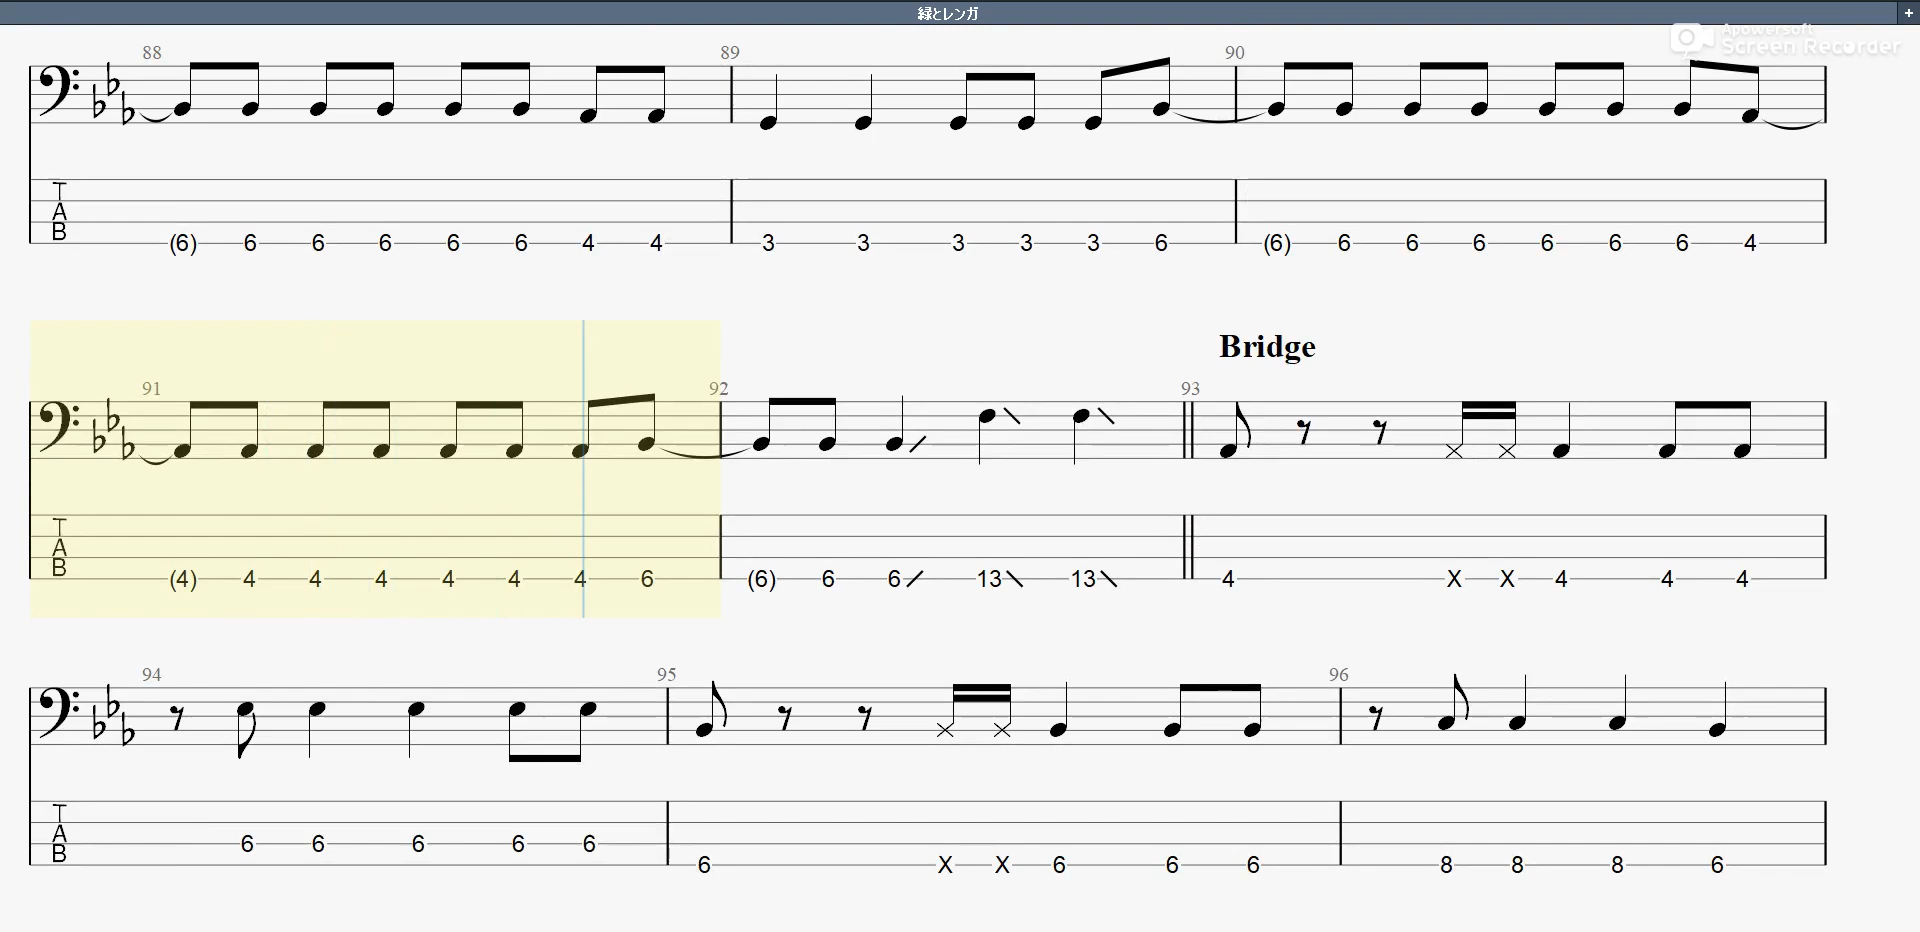 緑とレンガ
+
Apowersoft
Screen Recorder
88 89 90
T
A
B
(6) 6 6 6 6 6 4 4 3 3 3 3 3 6 (6) 6 6 6 6 6 6 4
Bridge
91 92 93
T
A
B
(4) 4 4 4 4 4 4 6 (6) 6 6 13 13 4 X X 4 4 4
94 95 96
T
A
B
6 6 6 6 6 6 X X 6 6 6 8 8 8 6